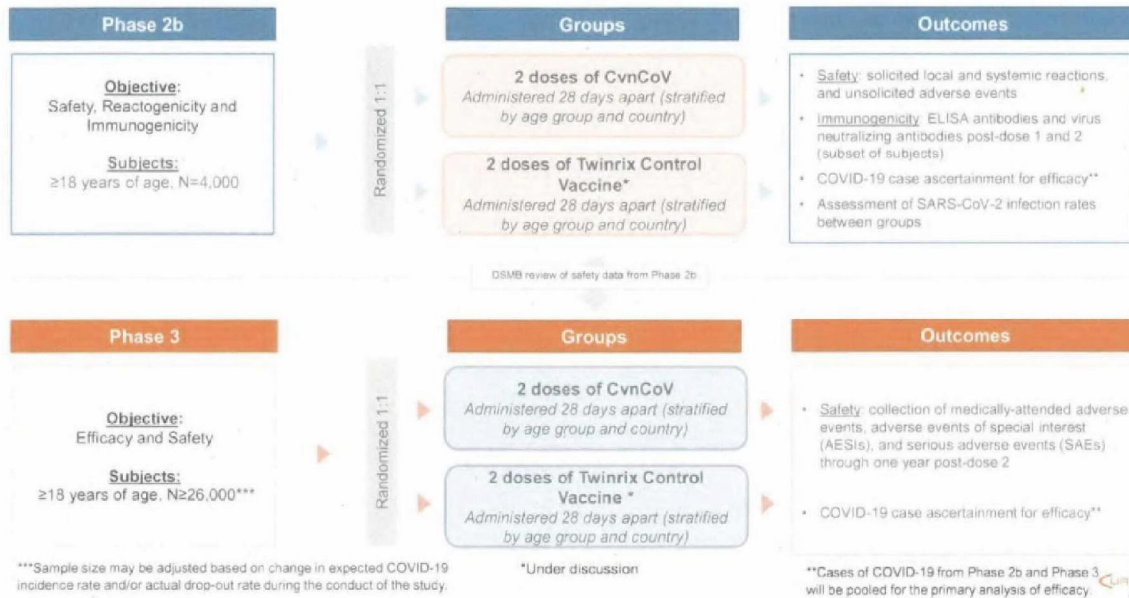 Phase 2b
Objective:
Safety, Reactogenicity and
Immunogenicity
Subjects:
≥18 years of age, N=4,000
Randomized 1:1
Groups
2 doses of CvnCoV
Administered 28 days apart (stratified
by age group and country)
2 doses of Twinrix Control
Vaccine*
Administered 28 days apart (stratified
by age group and country)
Outcomes
• Safety: solicited local and systemic reactions,
and unsolicited adverse events
• Immunogenicity: ELISA antibodies and virus
neutralizing antibodies post-dose 1 and 2
(subset of subjects)
• COVID-19 case ascertainment for efficacy**
• Assessment of SARS-CoV-2 infection rates
between groups
DSMB review of safety data from Phase 2b
Phase 3
Objective:
Efficacy and Safety
Subjects:
≥18 years of age, N≥26,000***
Randomized 1:1
Groups
2 doses of CvnCoV
Administered 28 days apart (stratified
by age group and country)
2 doses of Twinrix Control
Vaccine *
Administered 28 days apart (stratified
by age group and country)
Outcomes
• Safety: collection of medically-attended adverse
events, adverse events of special interest
(AESIs), and serious adverse events (SAEs)
through one year post-dose 2
• COVID-19 case ascertainment for efficacy**
***Sample size may be adjusted based on change in expected COVID-19
incidence rate and/or actual drop-out rate during the conduct of the study.
*Under discussion
**Cases of COVID-19 from Phase 2b and Phase 3
will be pooled for the primary analysis of efficacy